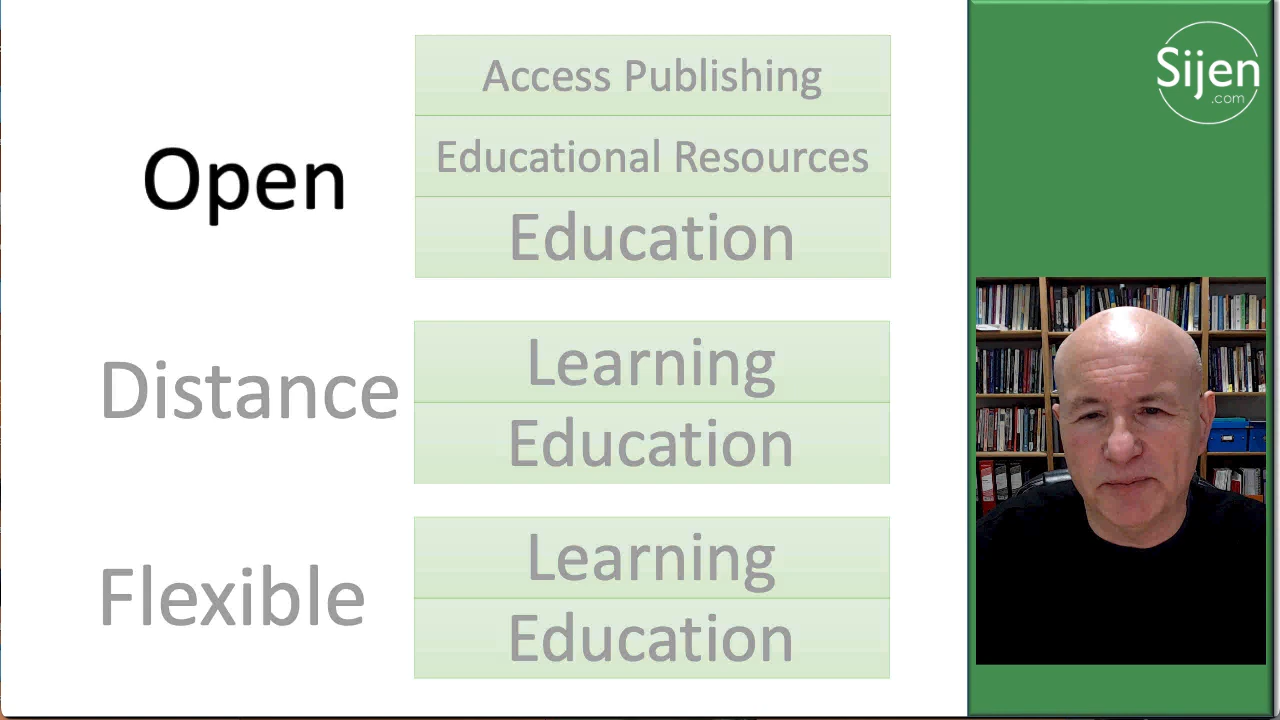 Open
Access Publishing
Educational Resources
Education
Distance
Learning
Education
Flexible
Learning
Education
Sijen
.com